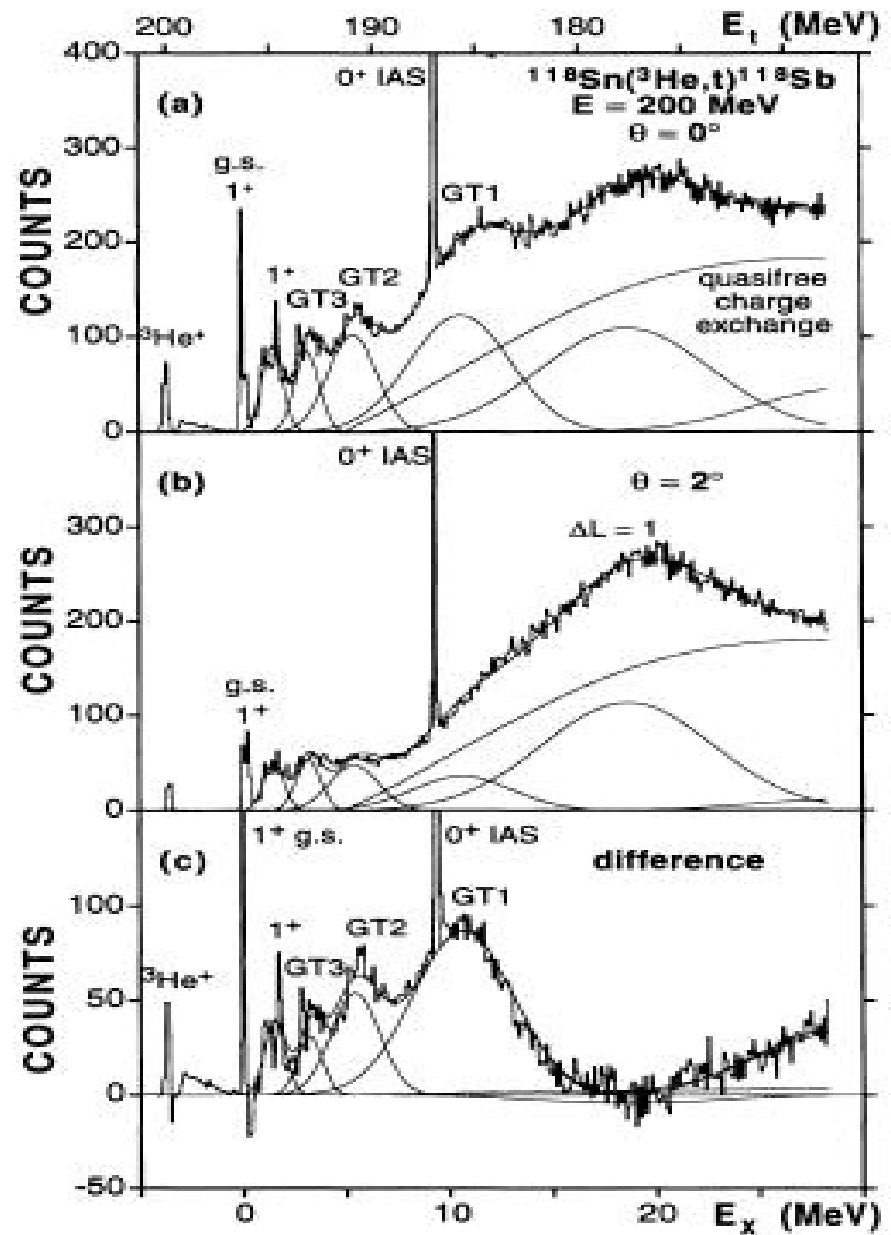 200 190 180 E_t (MeV)
400
300
200
100
0
COUNTS
(a)
0⁺ IAS
¹¹⁸Sn(³He,t)¹¹⁸Sb
E = 200 MeV
θ = 0°
g.s.
1⁺
³He⁺
1⁺
GT3
GT2
GT1
quasifree
charge
exchange
300
200
100
0
COUNTS
(b)
0⁺ IAS
θ = 2°
ΔL = 1
g.s.
1⁺
100
50
0
-50
COUNTS
(c)
1⁺ g.s.
0⁺ IAS
difference
³He⁺
1⁺
GT3
GT2
GT1
0 10 20 E_x (MeV)